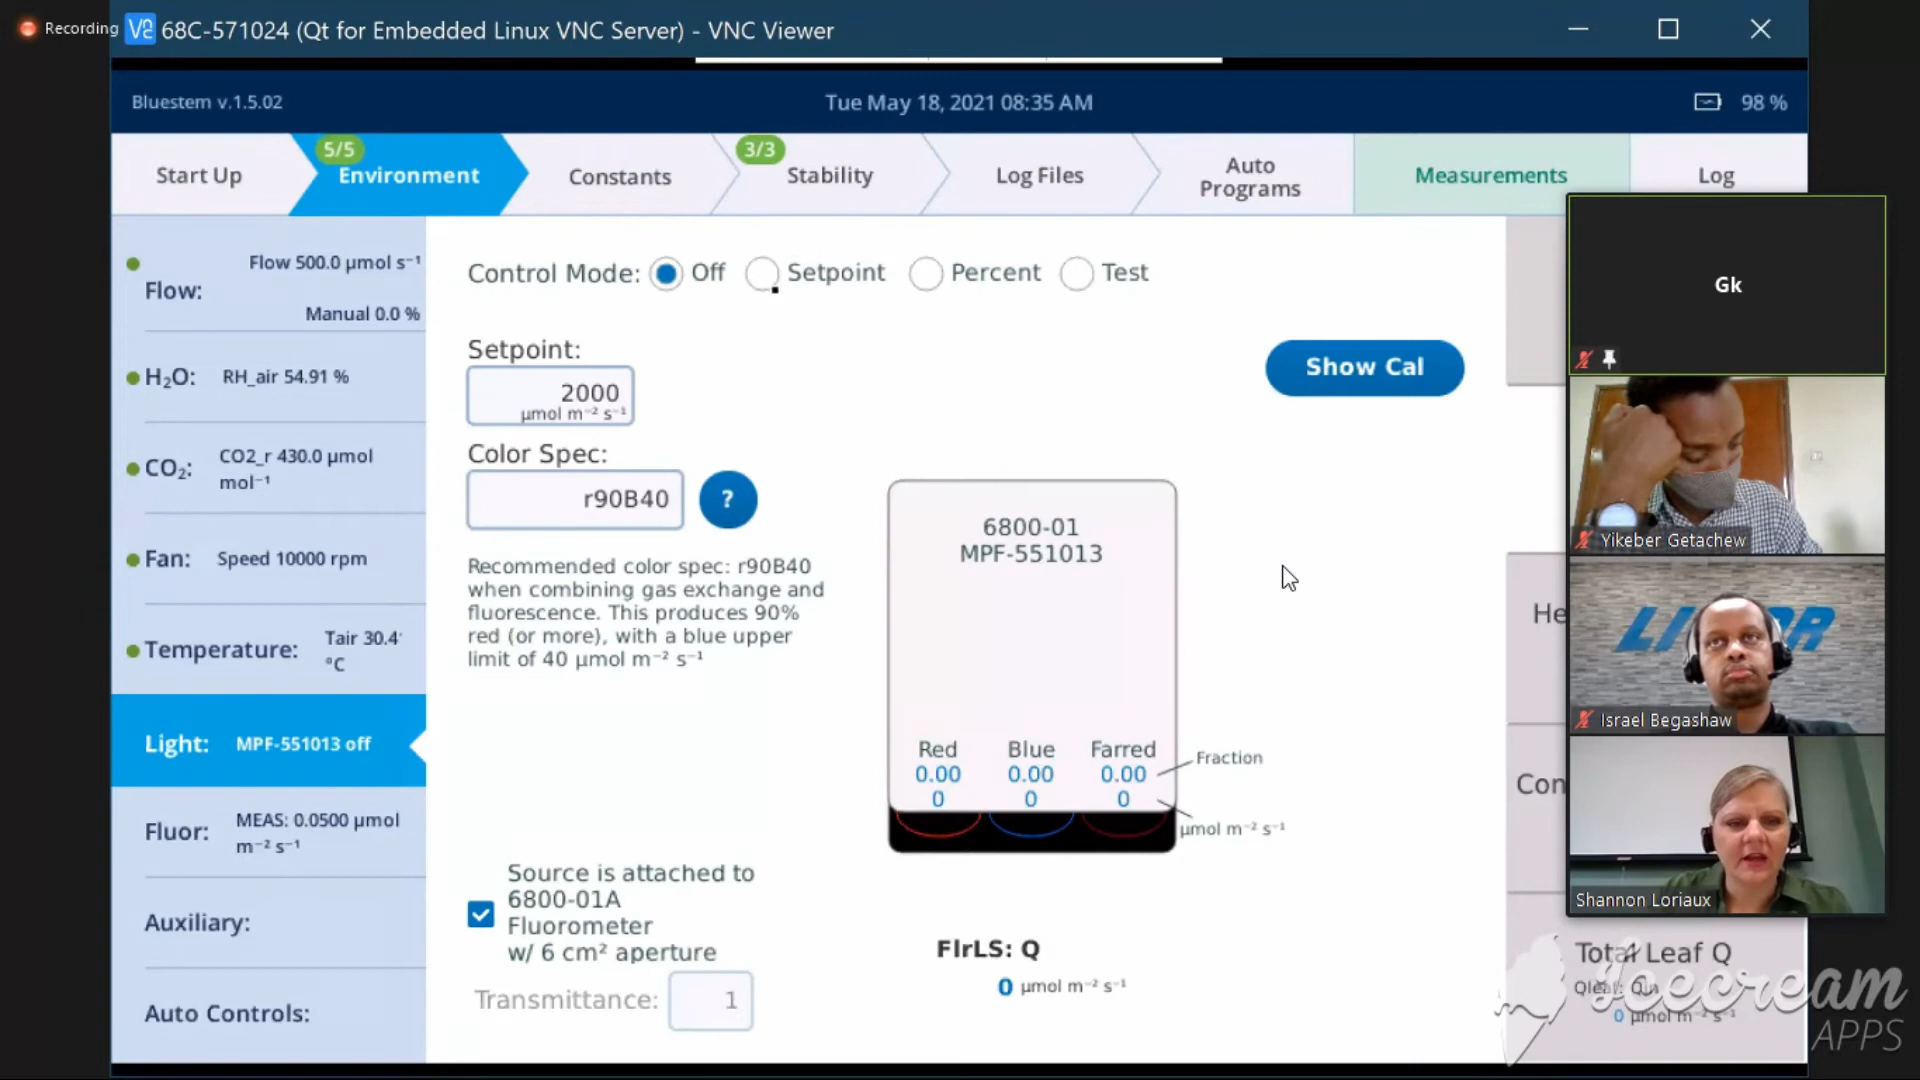 Recording
VP 68C-571024 (Qt for Embedded Linux VNC Server) - VNC Viewer
Bluestem v.1.5.02
Tue May 18, 2021 08:35 AM
98 %
Start Up
5/5
Environment
Constants
3/3
Stability
Log Files
Auto
Programs
Measurements
Log
Flow:
Flow 500.0 µmol s⁻¹
Manual 0.0 %
H₂O:
RH_air 54.91 %
CO₂:
CO2_r 430.0 µmol
mol⁻¹
Fan:
Speed 10000 rpm
Temperature:
Tair 30.4
°C
Light:
MPF-551013 off
Fluor:
MEAS: 0.0500 µmol
m⁻² s⁻¹
Auxiliary:
Auto Controls:
Control Mode:
Off
Setpoint
Percent
Test
Setpoint:
2000
µmol m⁻² s⁻¹
Show Cal
Color Spec:
r90B40
?
Recommended color spec: r90B40
when combining gas exchange and
fluorescence. This produces 90%
red (or more), with a blue upper
limit of 40 µmol m⁻² s⁻¹
6800-01
MPF-551013
Red Blue Farred
0.00 0.00 0.00
0 0 0
Fraction
µmol m⁻² s⁻¹
Source is attached to
6800-01A
Fluorometer
w/ 6 cm² aperture
Transmittance:
1
FlrLS: Q
0 µmol m⁻² s⁻¹
He
Con
Gk
Yikeber Getachew
Israel Begashaw
Shannon Loriaux
Total Leaf Q
Qleaf: Qin
0 µmol m⁻² s⁻¹
Icecream
APPS